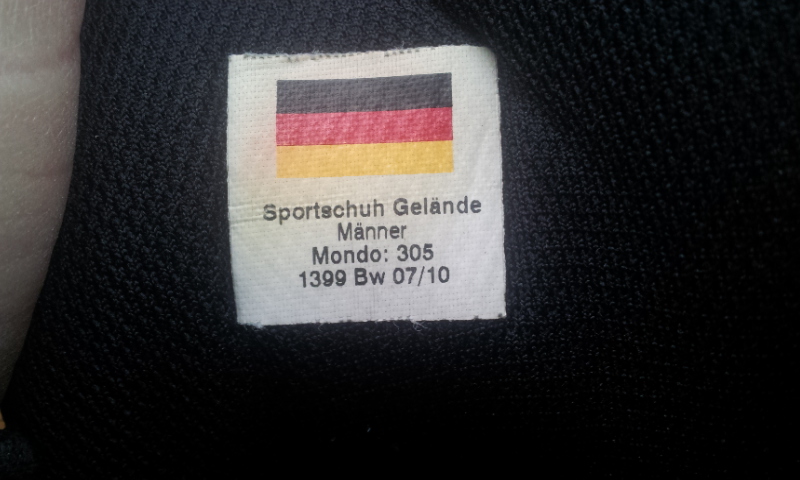 Sportschuh Gelände
Männer
Mondo: 305
1399 Bw 07/10